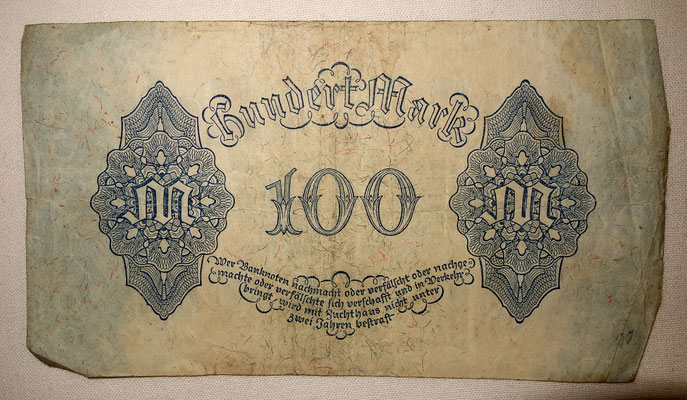 Hundert Mark
M 100 M
Wer Banknoten nachmacht oder verfälscht oder nachge-
machte oder verfälschte sich verschafft und in Verkehr
bringt, wird mit Zuchthaus nicht unter
zwei Jahren bestraft